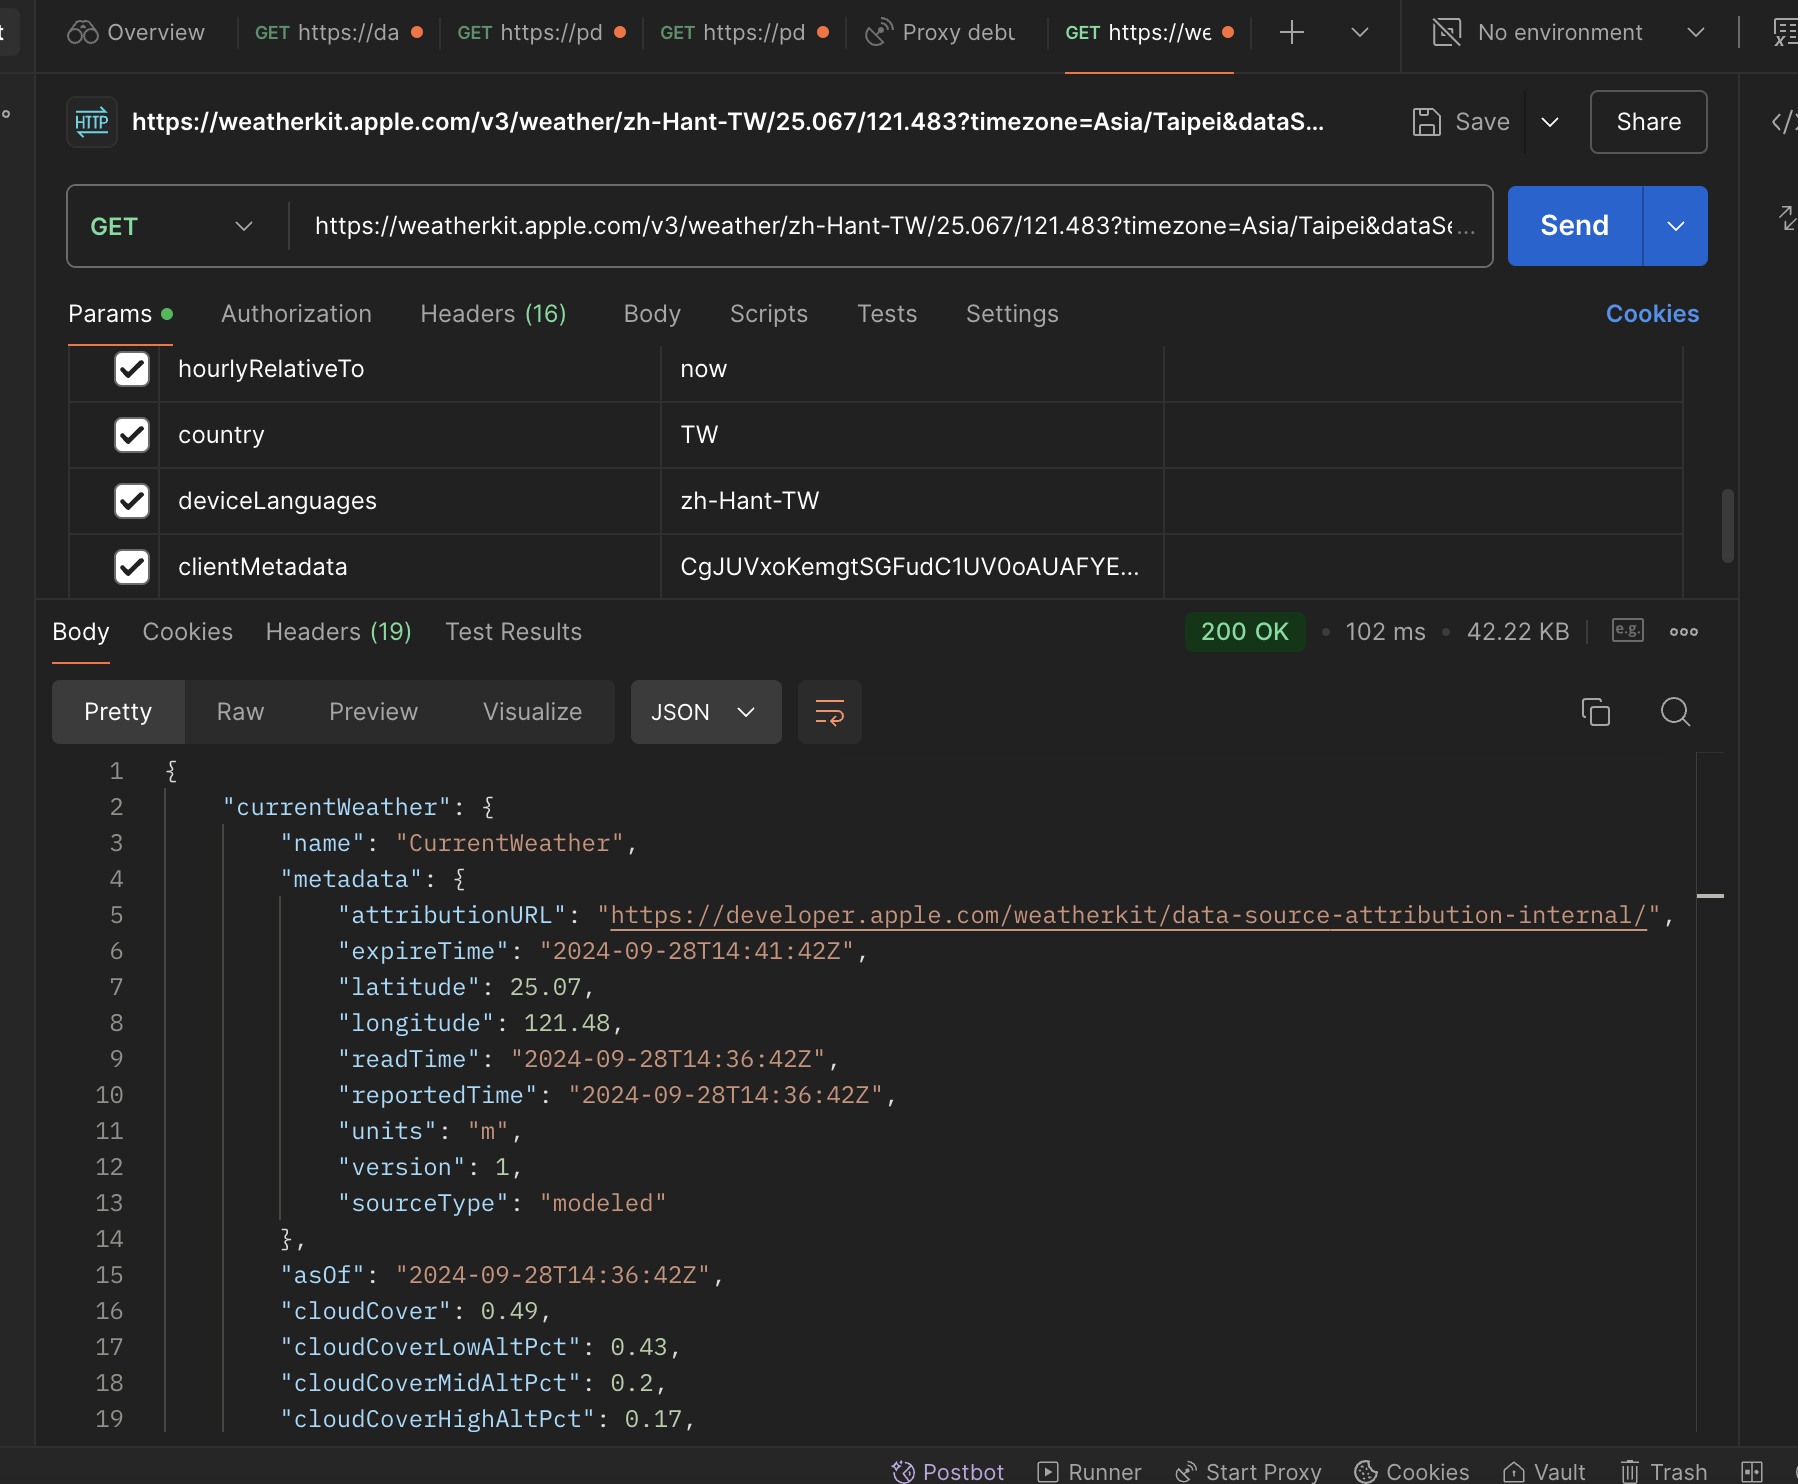 Overview GET https://da GET https://pd GET https://pd Proxy debu GET https://we No environment
HTTP https://weatherkit.apple.com/v3/weather/zh-Hant-TW/25.067/121.483?timezone=Asia/Taipei&dataS... Save Share
GET https://weatherkit.apple.com/v3/weather/zh-Hant-TW/25.067/121.483?timezone=Asia/Taipei&dataSe... Send
Params Authorization Headers (16) Body Scripts Tests Settings Cookies
hourlyRelativeTo now
country TW
deviceLanguages zh-Hant-TW
clientMetadata CgJUVxoKemgtSGFudC1UV0oAUAFYE...
Body Cookies Headers (19) Test Results 200 OK • 102 ms • 42.22 KB e.g.
Pretty Raw Preview Visualize JSON
1 {
2 "currentWeather": {
3 "name": "CurrentWeather",
4 "metadata": {
5 "attributionURL": "https://developer.apple.com/weatherkit/data-source-attribution-internal/",
6 "expireTime": "2024-09-28T14:41:42Z",
7 "latitude": 25.07,
8 "longitude": 121.48,
9 "readTime": "2024-09-28T14:36:42Z",
10 "reportedTime": "2024-09-28T14:36:42Z",
11 "units": "m",
12 "version": 1,
13 "sourceType": "modeled"
14 },
15 "asOf": "2024-09-28T14:36:42Z",
16 "cloudCover": 0.49,
17 "cloudCoverLowAltPct": 0.43,
18 "cloudCoverMidAltPct": 0.2,
19 "cloudCoverHighAltPct": 0.17,
Postbot Runner Start Proxy Cookies Vault Trash